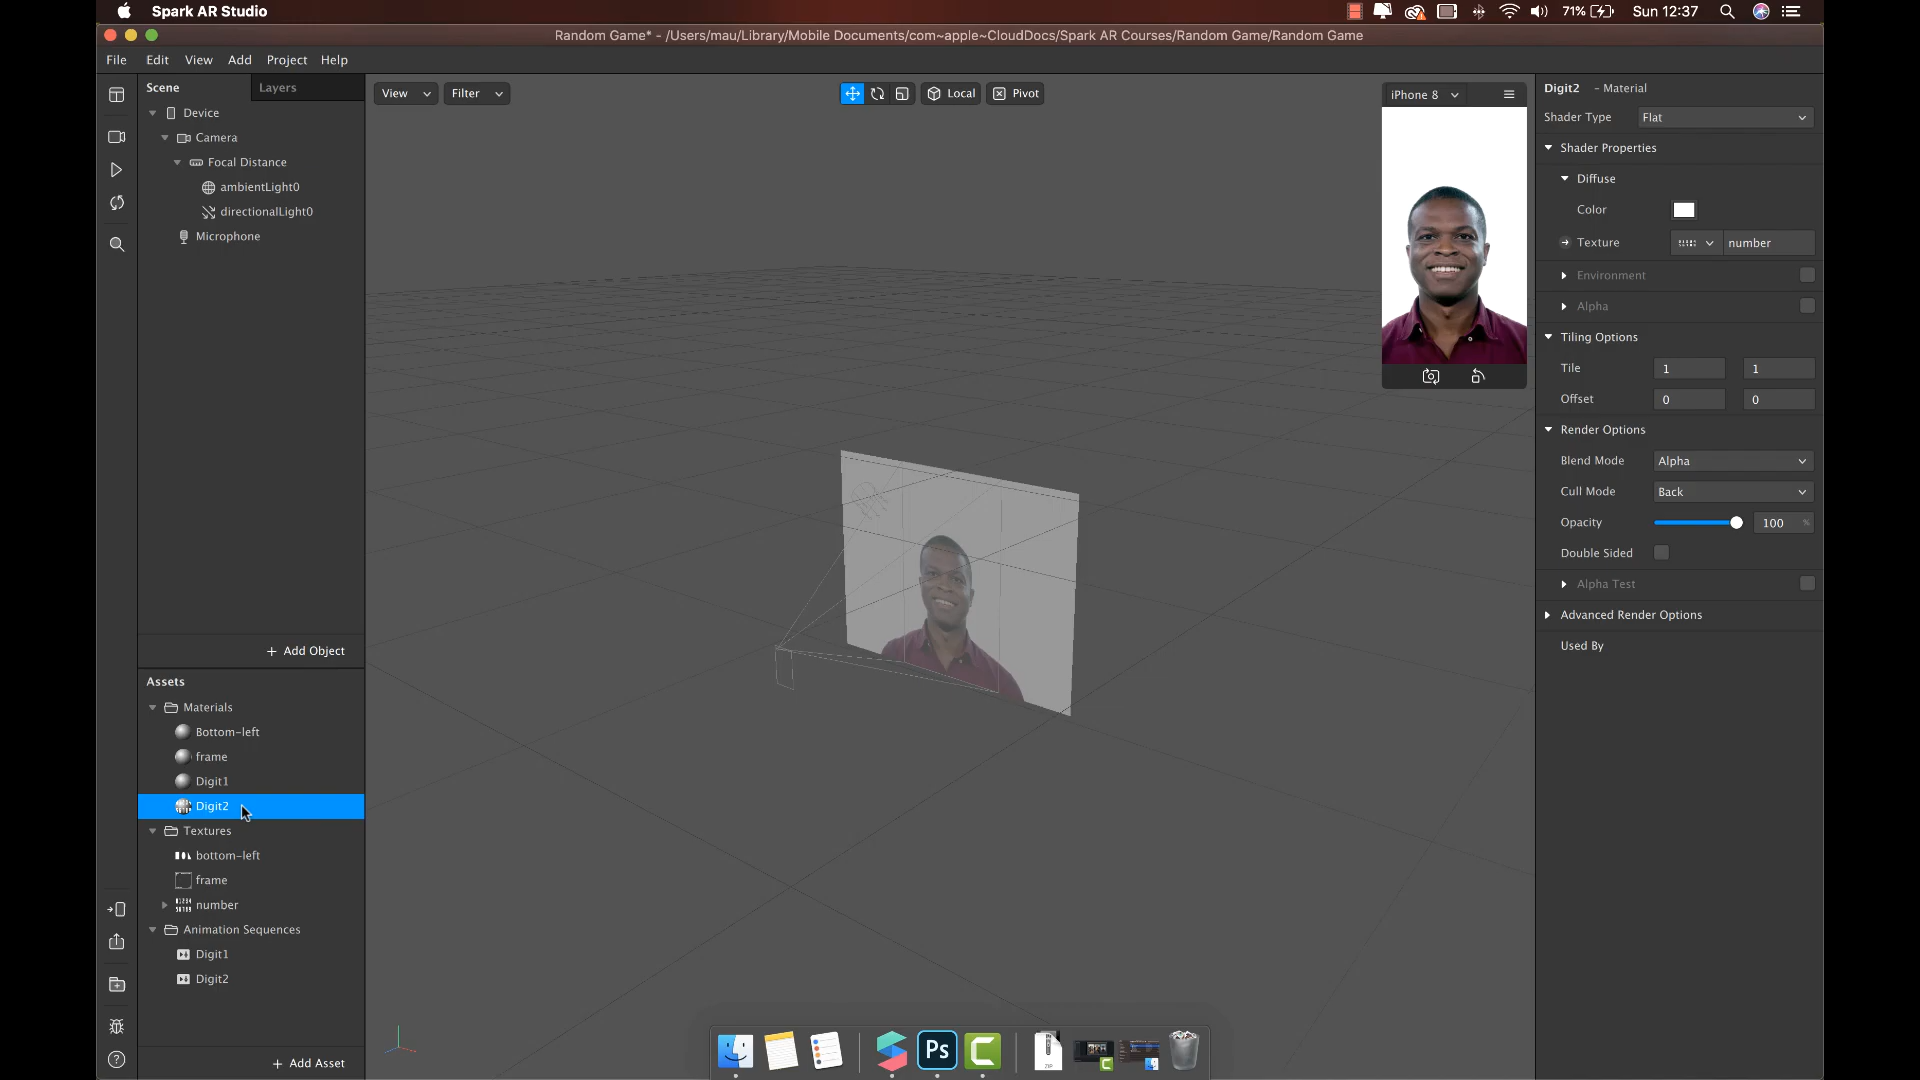 Spark AR Studio
71%
Sun 12:37
Random Game* - /Users/mau/Library/Mobile Documents/com~apple~CloudDocs/Spark AR Courses/Random Game/Random Game
File Edit View Add Project Help
Scene
Layers
Device
Camera
Focal Distance
ambientLight0
directionalLight0
Microphone
+ Add Object
Assets
Materials
Bottom-left
frame
Digit1
Digit2
Textures
bottom-left
frame
number
Animation Sequences
Digit1
Digit2
+ Add Asset
View
Filter
Local
Pivot
iPhone 8
Digit2 - Material
Shader Type Flat
Shader Properties
Diffuse
Color
Texture number
Environment
Alpha
Tiling Options
Tile 1 1
Offset 0 0
Render Options
Blend Mode Alpha
Cull Mode Back
Opacity 100 %
Double Sided
Alpha Test
Advanced Render Options
Used By
Ps
ZIP